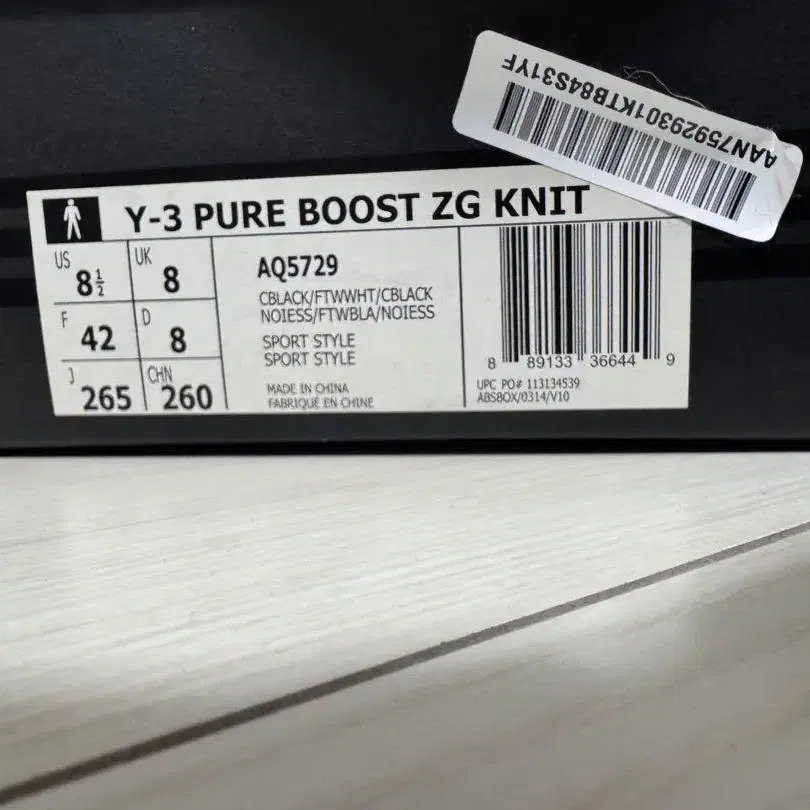 AAN75929301KTB84S31YF
Y-3 PURE BOOST ZG KNIT
US 8½
UK 8
F 42
D 8
J 265
CHN 260
AQ5729
CBLACK/FTWWHT/CBLACK
NOIESS/FTWBLA/NOIESS
SPORT STYLE
SPORT STYLE
MADE IN CHINA
FABRIQUÉ EN CHINE
8 89133 36644 9
UPC PO# 113134539
ABSBOX/0314/V10